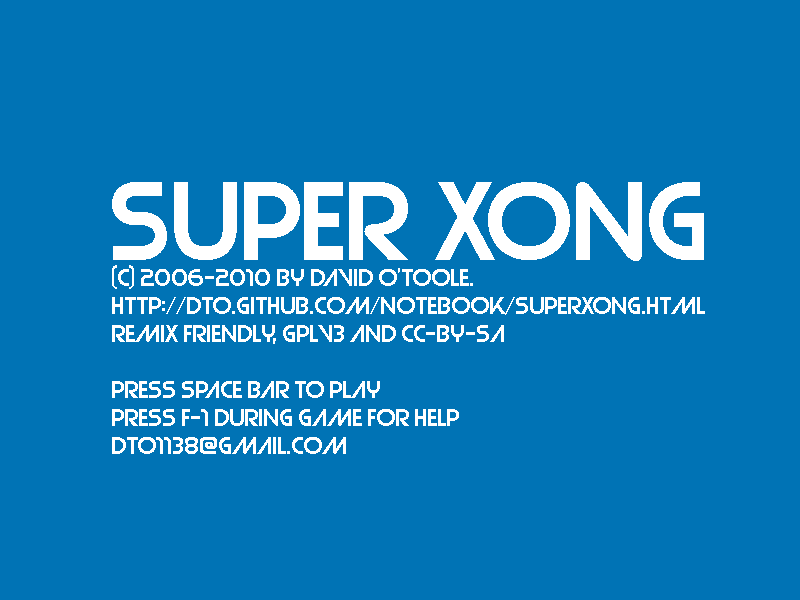 SUPER XONG
(C) 2006-2010 BY DAVID O'TOOLE.
HTTP://DTO.GITHUB.COM/NOTEBOOK/SUPERXONG.HTML
REMIX FRIENDLY, GPLV3 AND CC-BY-SA
PRESS SPACE BAR TO PLAY
PRESS F-1 DURING GAME FOR HELP
DTO1138@GMAIL.COM